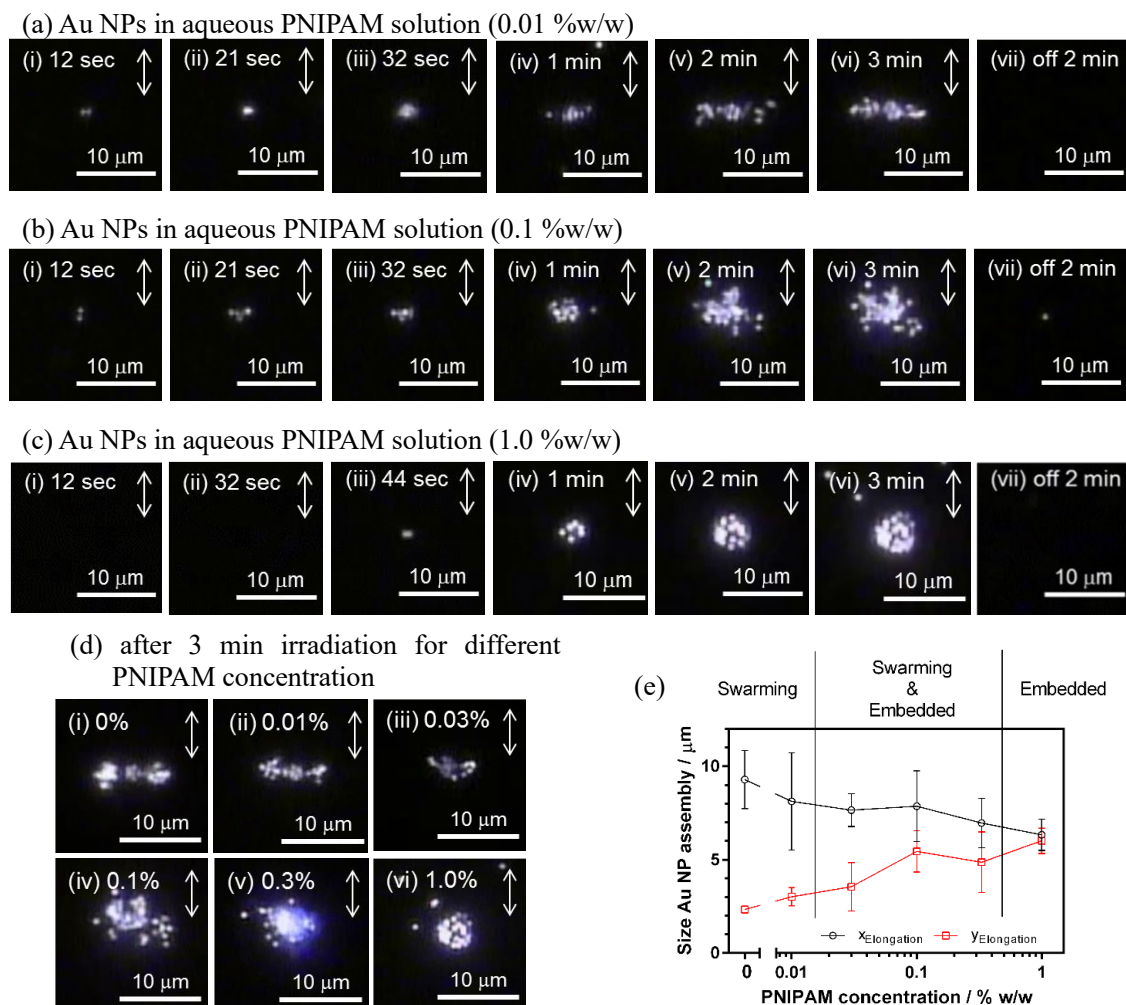 (a) Au NPs in aqueous PNIPAM solution (0.01 %w/w)
(i) 12 sec
(ii) 21 sec
(iii) 32 sec
(iv) 1 min
(v) 2 min
(vi) 3 min
(vii) off 2 min
10 μm
10 μm
10 μm
10 μm
10 μm
10 μm
10 μm
(b) Au NPs in aqueous PNIPAM solution (0.1 %w/w)
(i) 12 sec
(ii) 21 sec
(iii) 32 sec
(iv) 1 min
(v) 2 min
(vi) 3 min
(vii) off 2 min
10 μm
10 μm
10 μm
10 μm
10 μm
10 μm
10 μm
(c) Au NPs in aqueous PNIPAM solution (1.0 %w/w)
(i) 12 sec
(ii) 32 sec
(iii) 44 sec
(iv) 1 min
(v) 2 min
(vi) 3 min
(vii) off 2 min
10 μm
10 μm
10 μm
10 μm
10 μm
10 μm
10 μm
(d) after 3 min irradiation for different
PNIPAM concentration
(i) 0%
(ii) 0.01%
(iii) 0.03%
10 μm
10 μm
10 μm
(iv) 0.1%
(v) 0.3%
(vi) 1.0%
10 μm
10 μm
10 μm
(e)
Swarming
Swarming
&
Embedded
Embedded
Size Au NP assembly / μm
10
5
0
xElongation
yElongation
0
0.01
0.1
1
PNIPAM concentration / % w/w